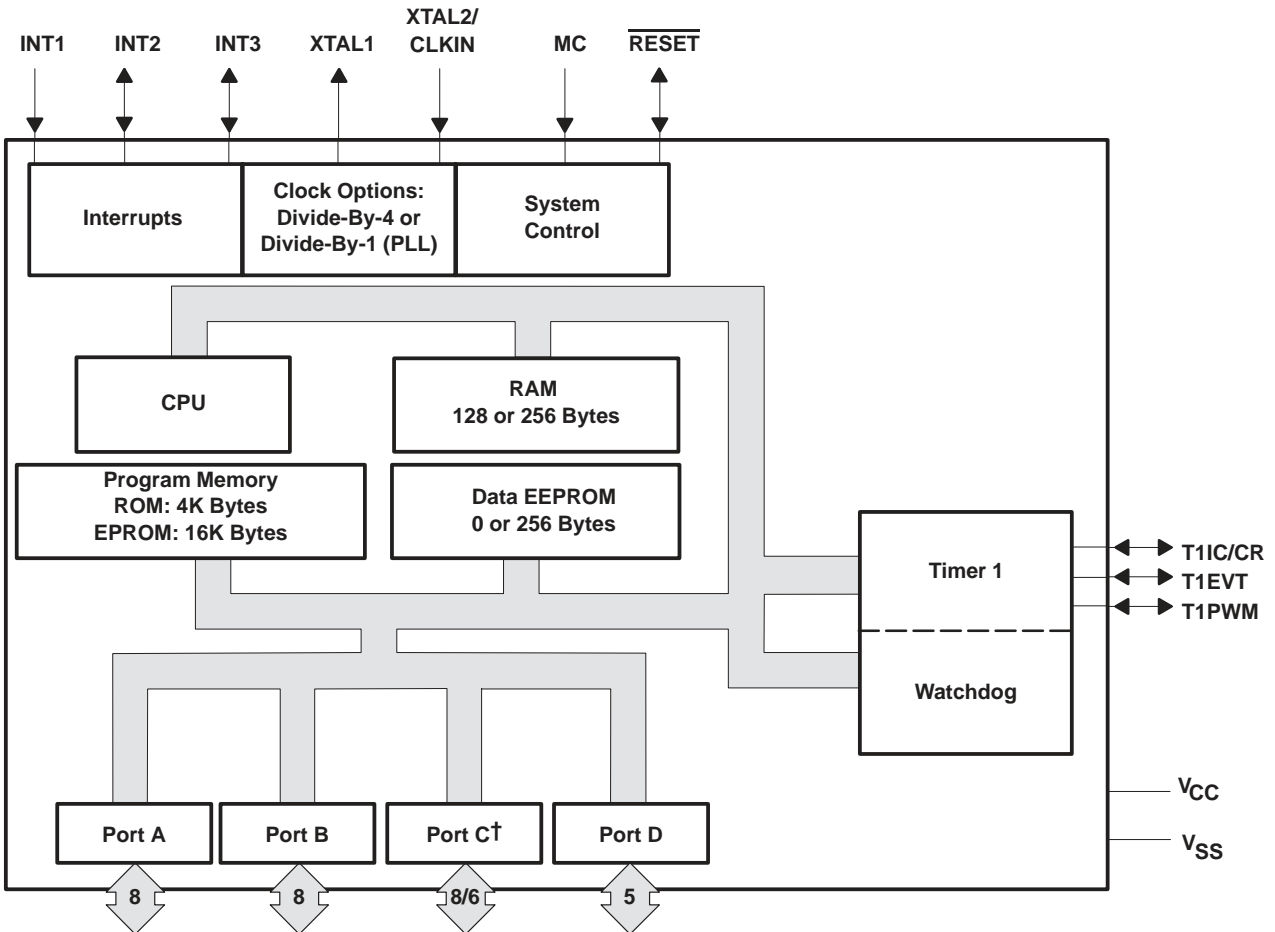 INT1
INT2
INT3
XTAL1
XTAL2/
CLKIN
MC
RESET
Interrupts
Clock Options:
Divide-By-4 or
Divide-By-1 (PLL)
System
Control
CPU
RAM
128 or 256 Bytes
Program Memory
ROM: 4K Bytes
EPROM: 16K Bytes
Data EEPROM
0 or 256 Bytes
Timer 1
Watchdog
T1IC/CR
T1EVT
T1PWM
VCC
VSS
Port A
Port B
Port C†
Port D
8
8
8/6
5